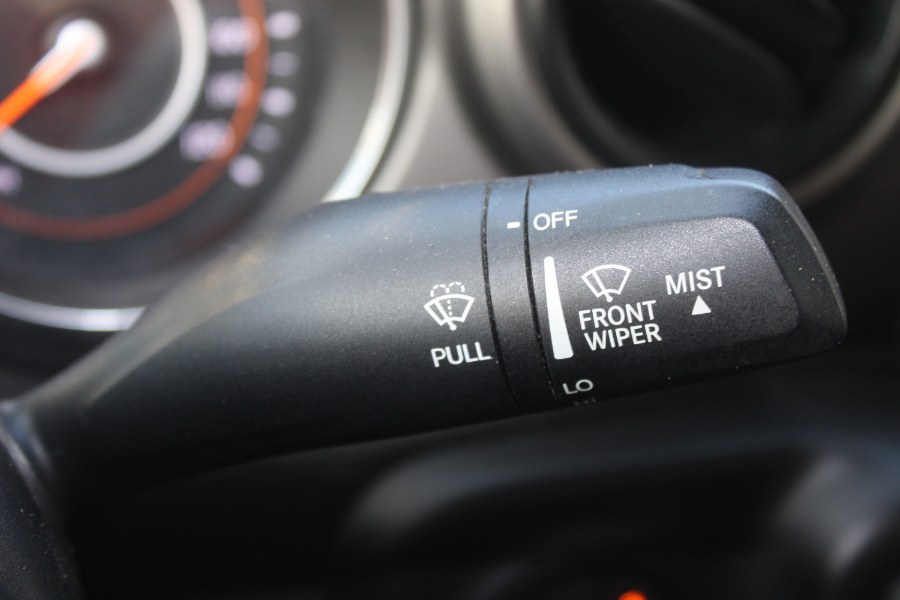 OFF
MIST
FRONT
WIPER
PULL
LO